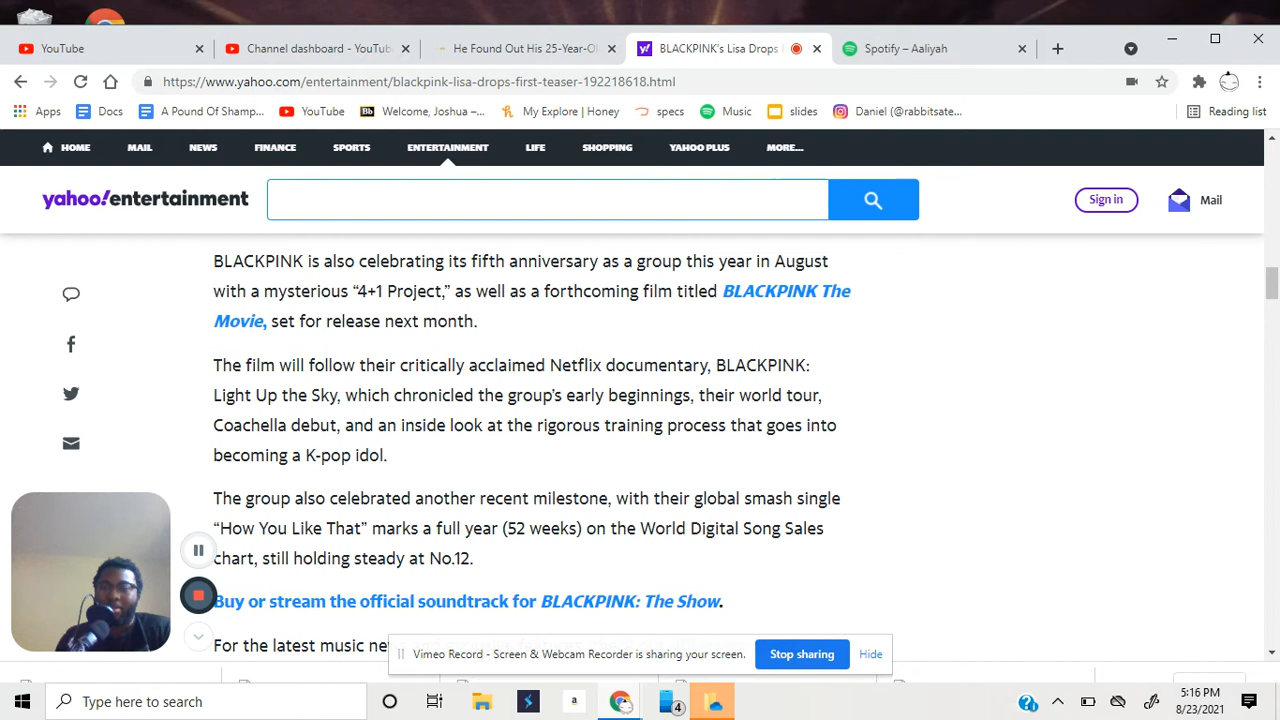 YouTube
Channel dashboard - YouTube
He Found Out His 25-Year-Ol
BLACKPINK's Lisa Drops
Spotify – Aaliyah
https://www.yahoo.com/entertainment/blackpink-lisa-drops-first-teaser-192218618.html
Apps
Docs
A Pound Of Shamp...
YouTube
Bb Welcome, Joshua –...
My Explore | Honey
specs
Music
slides
Daniel (@rabbitsate...
Reading list
HOME MAIL NEWS FINANCE SPORTS ENTERTAINMENT LIFE SHOPPING YAHOO PLUS MORE...
yahoo!entertainment
Sign in
Mail
BLACKPINK is also celebrating its fifth anniversary as a group this year in August
with a mysterious “4+1 Project,” as well as a forthcoming film titled BLACKPINK The
Movie, set for release next month.
The film will follow their critically acclaimed Netflix documentary, BLACKPINK:
Light Up the Sky, which chronicled the group’s early beginnings, their world tour,
Coachella debut, and an inside look at the rigorous training process that goes into
becoming a K-pop idol.
The group also celebrated another recent milestone, with their global smash single
“How You Like That” marks a full year (52 weeks) on the World Digital Song Sales
chart, still holding steady at No.12.
Buy or stream the official soundtrack for BLACKPINK: The Show.
For the latest music ne
Vimeo Record - Screen & Webcam Recorder is sharing your screen.
Stop sharing
Hide
Type here to search
a
4
5:16 PM
8/23/2021